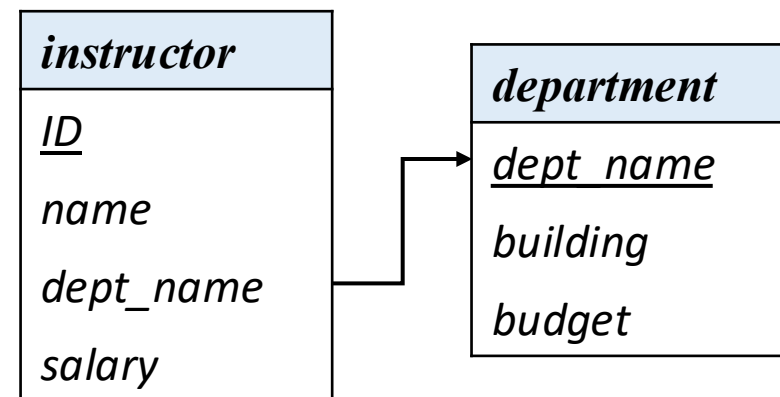 instructor
ID
name
dept_name
salary
department
dept_name
building
budget